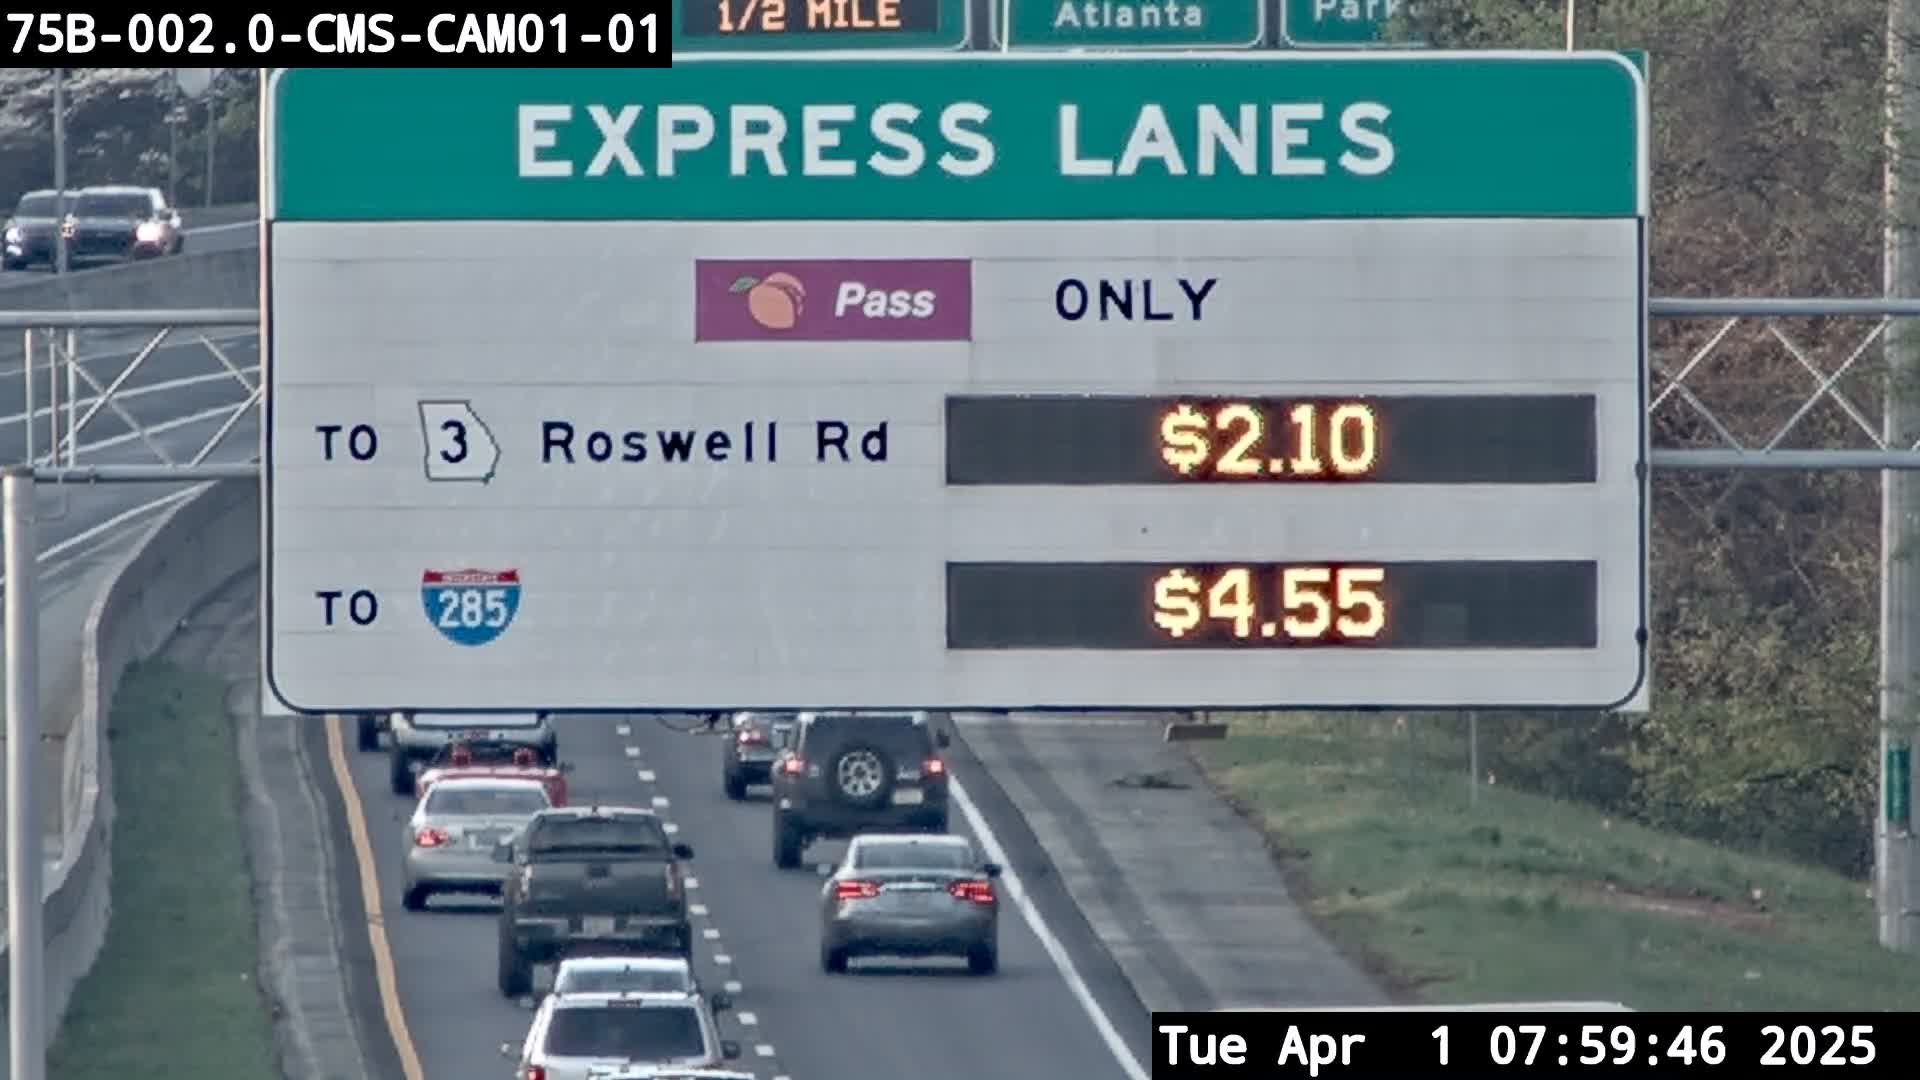 75B-002.0-CMS-CAM01-01
1/2 MILE
Atlanta
EXPRESS LANES
Pass ONLY
TO 3 Roswell Rd $2.10
TO 285 $4.55
Tue Apr 1 07:59:46 2025